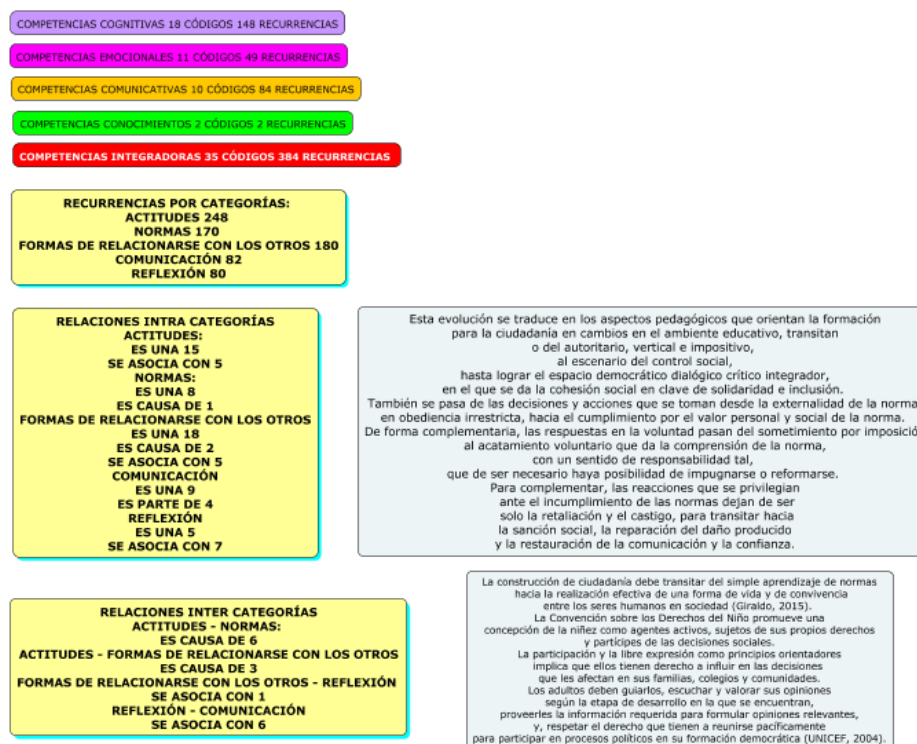 COMPETENCIAS COGNITIVAS 18 CÓDIGOS 148 RECURRENCIAS
COMPETENCIAS EMOCIONALES 11 CÓDIGOS 49 RECURRENCIAS
COMPETENCIAS COMUNICATIVAS 10 CÓDIGOS 84 RECURRENCIAS
COMPETENCIAS CONOCIMIENTOS 2 CÓDIGOS 2 RECURRENCIAS
COMPETENCIAS INTEGRADORAS 35 CÓDIGOS 384 RECURRENCIAS
RECURRENCIAS POR CATEGORÍAS:
ACTITUDES 248
NORMAS 170
FORMAS DE RELACIONARSE CON LOS OTROS 180
COMUNICACIÓN 82
REFLEXIÓN 80
RELACIONES INTRA CATEGORÍAS
ACTITUDES:
ES UNA 15
SE ASOCIA CON 5
NORMAS:
ES UNA 8
ES CAUSA DE 1
FORMAS DE RELACIONARSE CON LOS OTROS
ES UNA 18
ES CAUSA DE 2
SE ASOCIA CON 5
COMUNICACIÓN
ES UNA 9
ES PARTE DE 4
REFLEXIÓN
ES UNA 5
SE ASOCIA CON 7
Esta evolución se traduce en los aspectos pedagógicos que orientan la formación
para la ciudadanía en cambios en el ambiente educativo, transitan
o del autoritario, vertical e impositivo,
al escenario del control social,
hasta lograr el espacio democrático dialógico crítico integrador,
en el que se da la cohesión social en clave de solidaridad e inclusión.
También se pasa de las decisiones y acciones que se toman desde la externalidad de la norma
en obediencia irrestricta, hacia el cumplimiento por el valor personal y social de la norma.
De forma complementaria, las respuestas en la voluntad pasan del sometimiento por imposició
al acatamiento voluntario que da la comprensión de la norma,
con un sentido de responsabilidad tal,
que de ser necesario haya posibilidad de impugnarse o reformarse.
Para complementar, las reacciones que se privilegian
ante el incumplimiento de las normas dejan de ser
solo la retaliación y el castigo, para transitar hacia
la sanción social, la reparación del daño producido
y la restauración de la comunicación y la confianza.
RELACIONES INTER CATEGORÍAS
ACTITUDES - NORMAS:
ES CAUSA DE 6
ACTITUDES - FORMAS DE RELACIONARSE CON LOS OTROS
ES CAUSA DE 3
FORMAS DE RELACIONARSE CON LOS OTROS - REFLEXIÓN
SE ASOCIA CON 1
REFLEXIÓN - COMUNICACIÓN
SE ASOCIA CON 6
La construcción de ciudadanía debe transitar del simple aprendizaje de normas
hacia la realización efectiva de una forma de vida y de convivencia
entre los seres humanos en sociedad (Giraldo, 2015).
La Convención sobre los Derechos del Niño promueve una
concepción de la niñez como agentes activos, sujetos de sus propios derechos
y partícipes de las decisiones sociales.
La participación y la libre expresión como principios orientadores
implica que ellos tienen derecho a influir en las decisiones
que les afectan en sus familias, colegios y comunidades.
Los adultos deben guiarlos, escuchar y valorar sus opiniones
según la etapa de desarrollo en la que se encuentran,
proveerles la información requerida para formular opiniones relevantes,
y, respetar el derecho que tienen a reunirse pacíficamente
para participar en procesos políticos en su formación democrática (UNICEF, 2004).